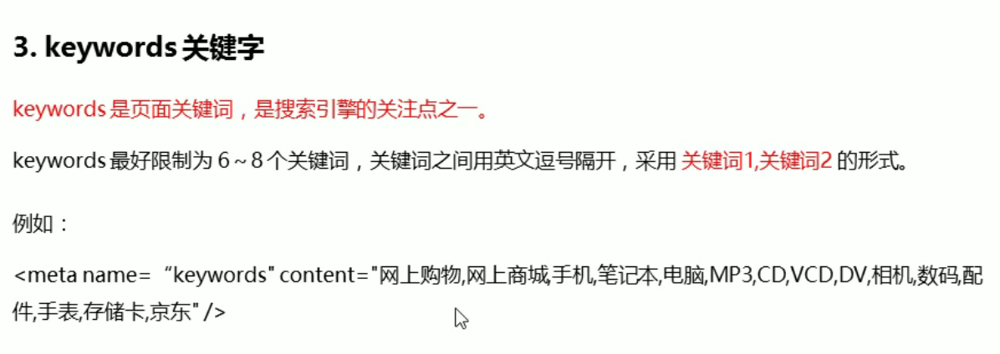 3. keywords 关键字
keywords 是页面关键词，是搜索引擎的关注点之一。
keywords 最好限制为 6～8 个关键词，关键词之间用英文逗号隔开，采用 关键词1,关键词2 的形式。
例如：
<meta name=“keywords" content="网上购物,网上商城,手机,笔记本,电脑,MP3,CD,VCD,DV,相机,数码,配
件,手表,存储卡,京东" />